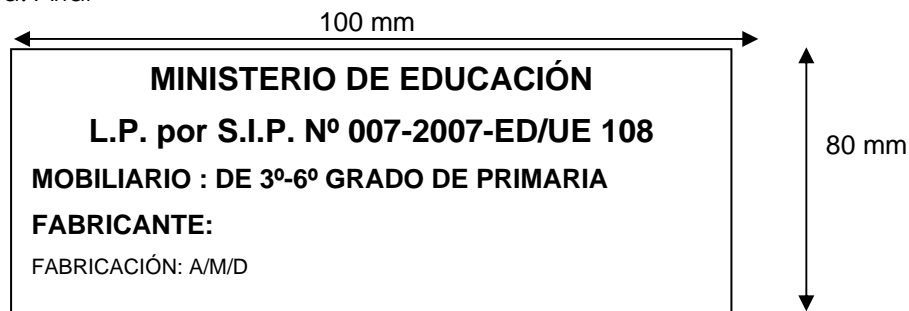 100 mm
MINISTERIO DE EDUCACIÓN
L.P. por S.I.P. Nº 007-2007-ED/UE 108
80 mm
MOBILIARIO : DE 3º-6º GRADO DE PRIMARIA
FABRICANTE:
FABRICACIÓN: A/M/D